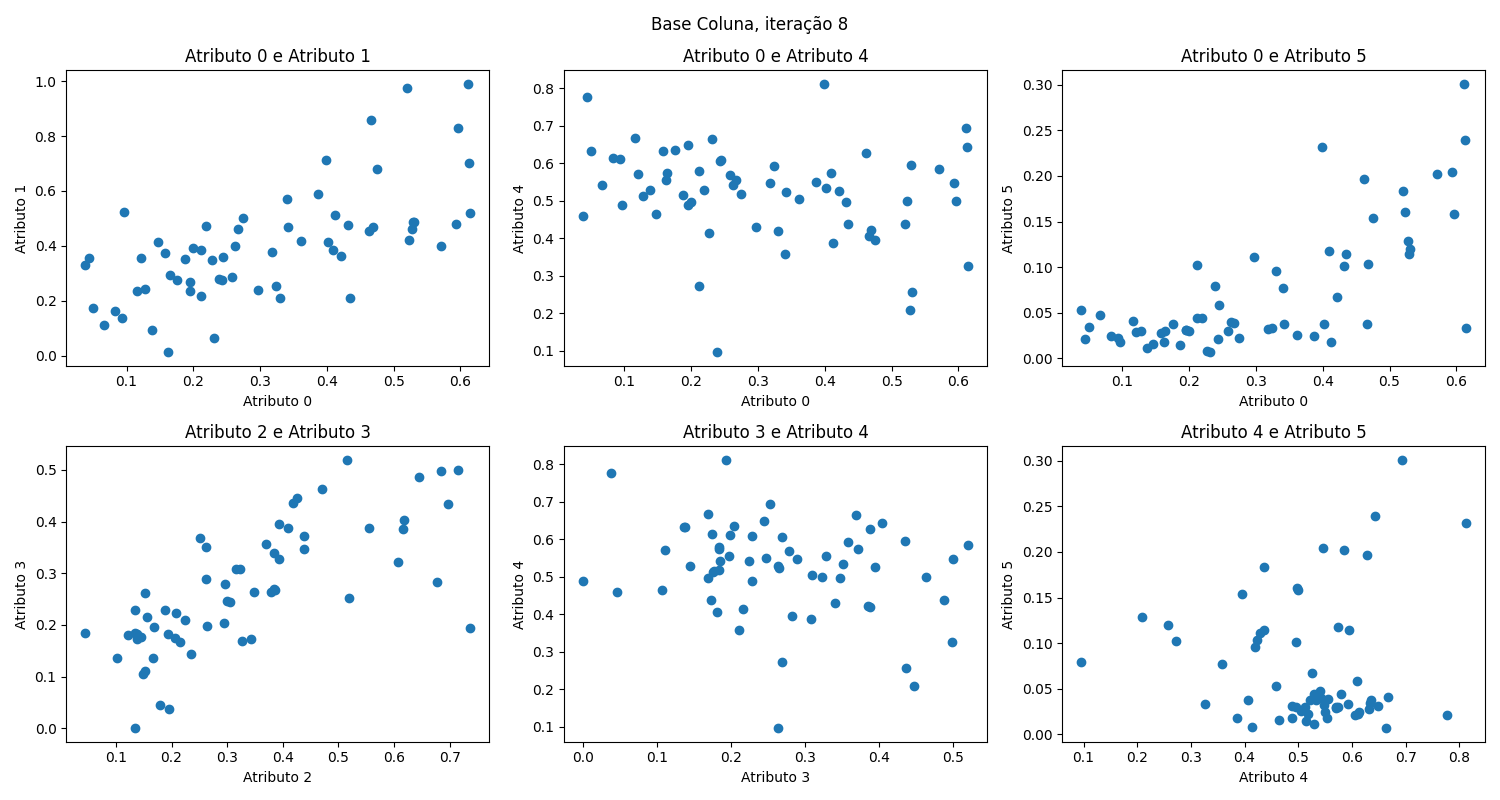 Base Coluna, iteração 8
Atributo 0 e Atributo 1
Atributo 1
1.0
0.8
0.6
0.4
0.2
0.0
0.1 0.2 0.3 0.4 0.5 0.6
Atributo 0
Atributo 0 e Atributo 4
Atributo 4
0.8
0.7
0.6
0.5
0.4
0.3
0.2
0.1
0.1 0.2 0.3 0.4 0.5 0.6
Atributo 0
Atributo 0 e Atributo 5
Atributo 5
0.30
0.25
0.20
0.15
0.10
0.05
0.00
0.1 0.2 0.3 0.4 0.5 0.6
Atributo 0
Atributo 2 e Atributo 3
Atributo 3
0.5
0.4
0.3
0.2
0.1
0.0
0.1 0.2 0.3 0.4 0.5 0.6 0.7
Atributo 2
Atributo 3 e Atributo 4
Atributo 4
0.8
0.7
0.6
0.5
0.4
0.3
0.2
0.1
0.0 0.1 0.2 0.3 0.4 0.5
Atributo 3
Atributo 4 e Atributo 5
Atributo 5
0.30
0.25
0.20
0.15
0.10
0.05
0.00
0.1 0.2 0.3 0.4 0.5 0.6 0.7 0.8
Atributo 4